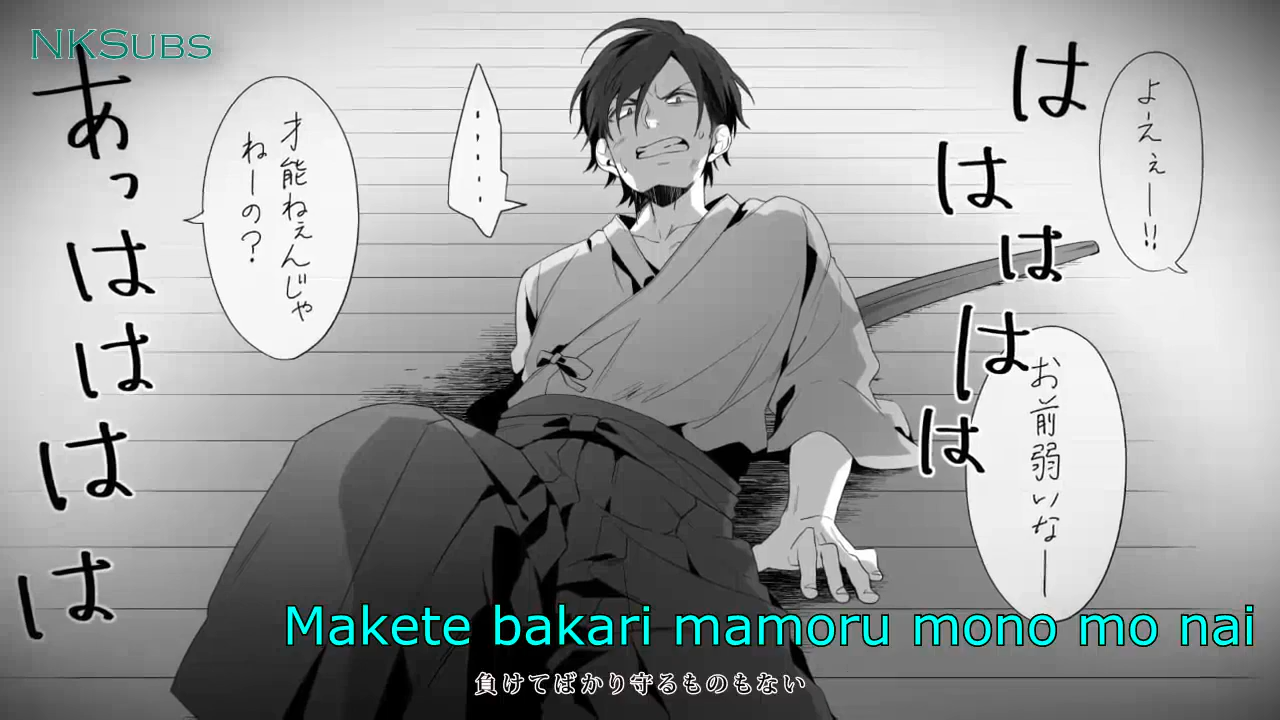 NKSUBS
よえぇー!!
は
は
は
は
は
お前弱いなー
.....
才能ねぇんじゃ
ねーの?
あっはははは
Makete bakari mamoru mono mo nai
負けてばかり守るものもない